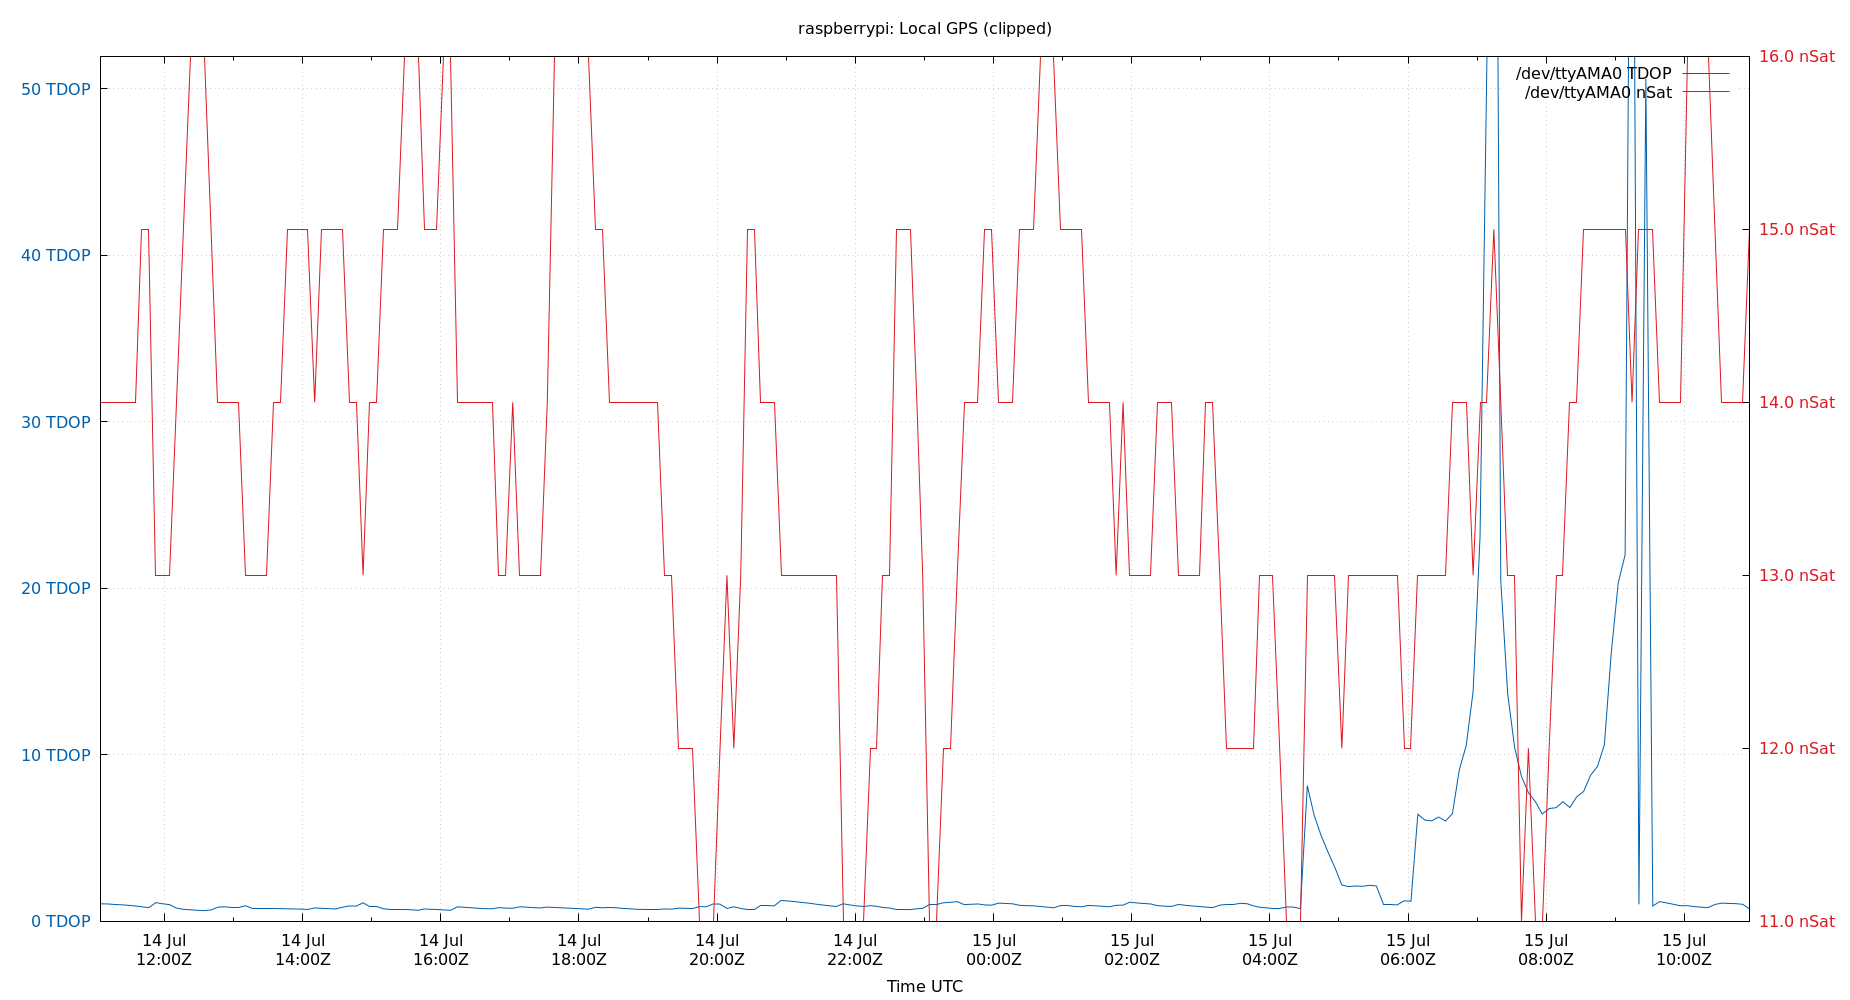 raspberrypi: Local GPS (clipped)
/dev/ttyAMA0 TDOP
/dev/ttyAMA0 nSat
50 TDOP
40 TDOP
30 TDOP
20 TDOP
10 TDOP
0 TDOP
16.0 nSat
15.0 nSat
14.0 nSat
13.0 nSat
12.0 nSat
11.0 nSat
14 Jul
12:00Z
14 Jul
14:00Z
14 Jul
16:00Z
14 Jul
18:00Z
14 Jul
20:00Z
14 Jul
22:00Z
15 Jul
00:00Z
15 Jul
02:00Z
15 Jul
04:00Z
15 Jul
06:00Z
15 Jul
08:00Z
15 Jul
10:00Z
Time UTC